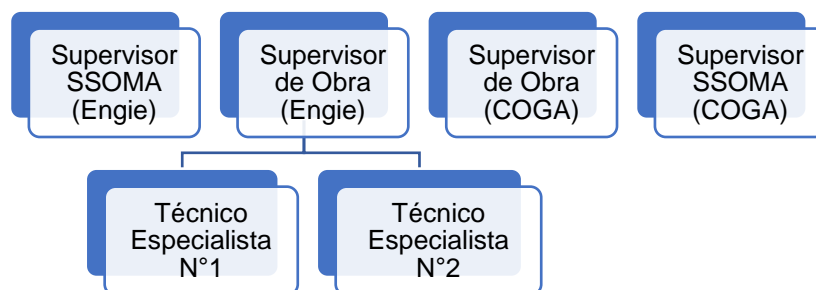 Supervisor
SSOMA
(Engie)
Supervisor
de Obra
(Engie)
Supervisor
de Obra
(COGA)
Supervisor
SSOMA
(COGA)
Técnico
Especialista
N°1
Técnico
Especialista
N°2